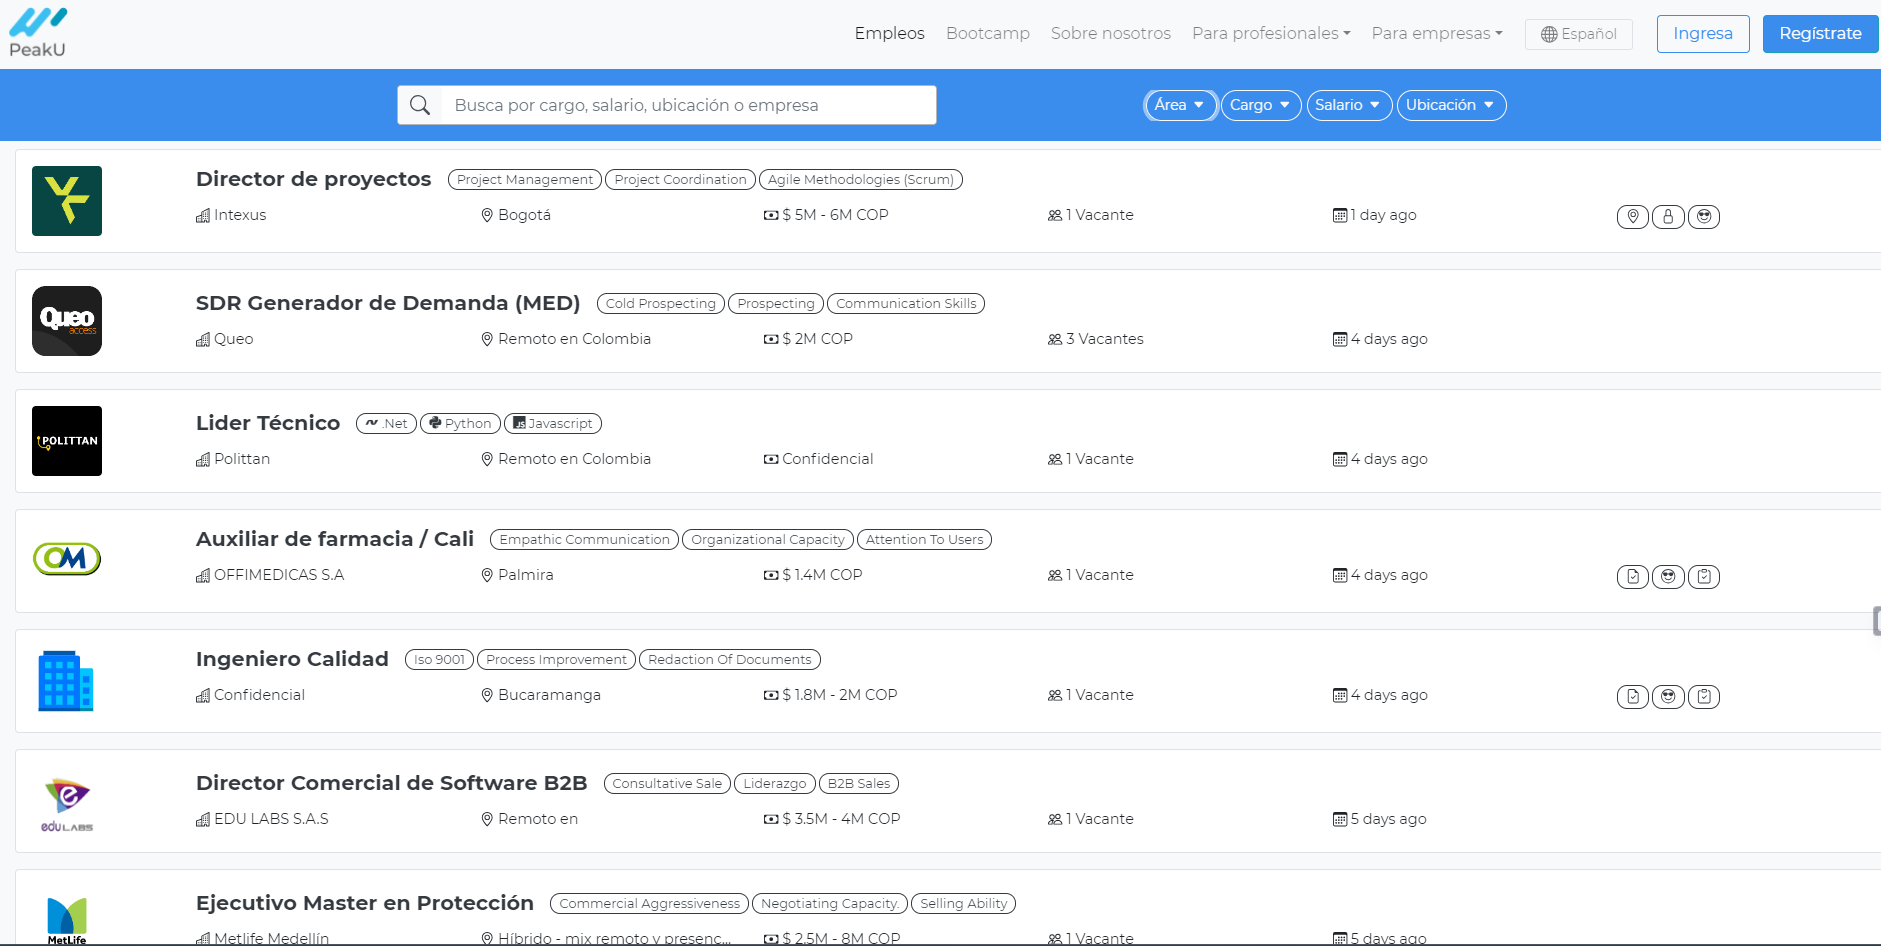 PeakU
Empleos Bootcamp Sobre nosotros Para profesionales Para empresas Español Ingresa Regístrate
Busca por cargo, salario, ubicación o empresa Área Cargo Salario Ubicación
Director de proyectos Project Management Project Coordination Agile Methodologies (Scrum)
Intexus Bogotá $ 5M - 6M COP 1 Vacante 1 day ago
Queo access
SDR Generador de Demanda (MED) Cold Prospecting Prospecting Communication Skills
Queo Remoto en Colombia $ 2M COP 3 Vacantes 4 days ago
POLITTAN
Lider Técnico .Net Python JS Javascript
Polittan Remoto en Colombia Confidencial 1 Vacante 4 days ago
OM
Auxiliar de farmacia / Cali Empathic Communication Organizational Capacity Attention To Users
OFFIMEDICAS S.A Palmira $ 1.4M COP 1 Vacante 4 days ago
Ingeniero Calidad Iso 9001 Process Improvement Redaction Of Documents
Confidencial Bucaramanga $ 1.8M - 2M COP 1 Vacante 4 days ago
edu LABS
Director Comercial de Software B2B Consultative Sale Liderazgo B2B Sales
EDU LABS S.A.S Remoto en $ 3.5M - 4M COP 1 Vacante 5 days ago
MetLife
Ejecutivo Master en Protección Commercial Aggressiveness Negotiating Capacity. Selling Ability
Metlife Medellín Híbrido - mix remoto y presenc... $ 2.5M - 8M COP 1 Vacante 5 days ago